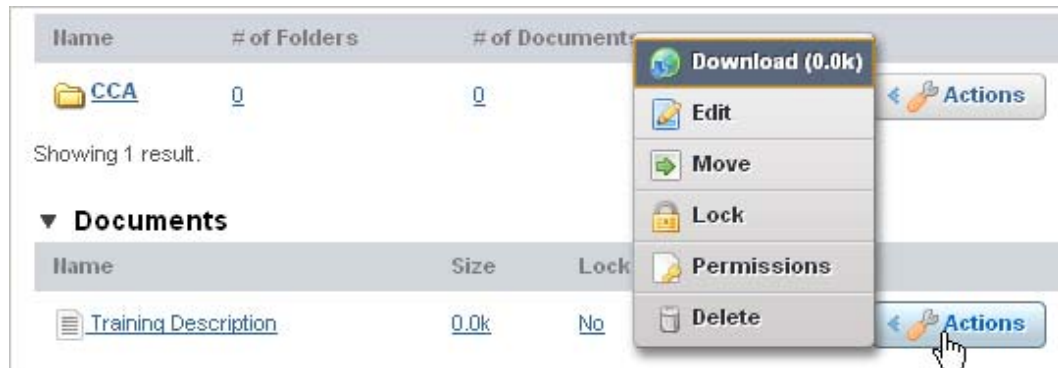 Name # of Folders # of Documents
Download (0.0k)
CCA 0 0 Actions
Edit
Showing 1 result. Move
Lock
Documents
Name Size Lock Permissions
Training Description 0.0k No Delete Actions